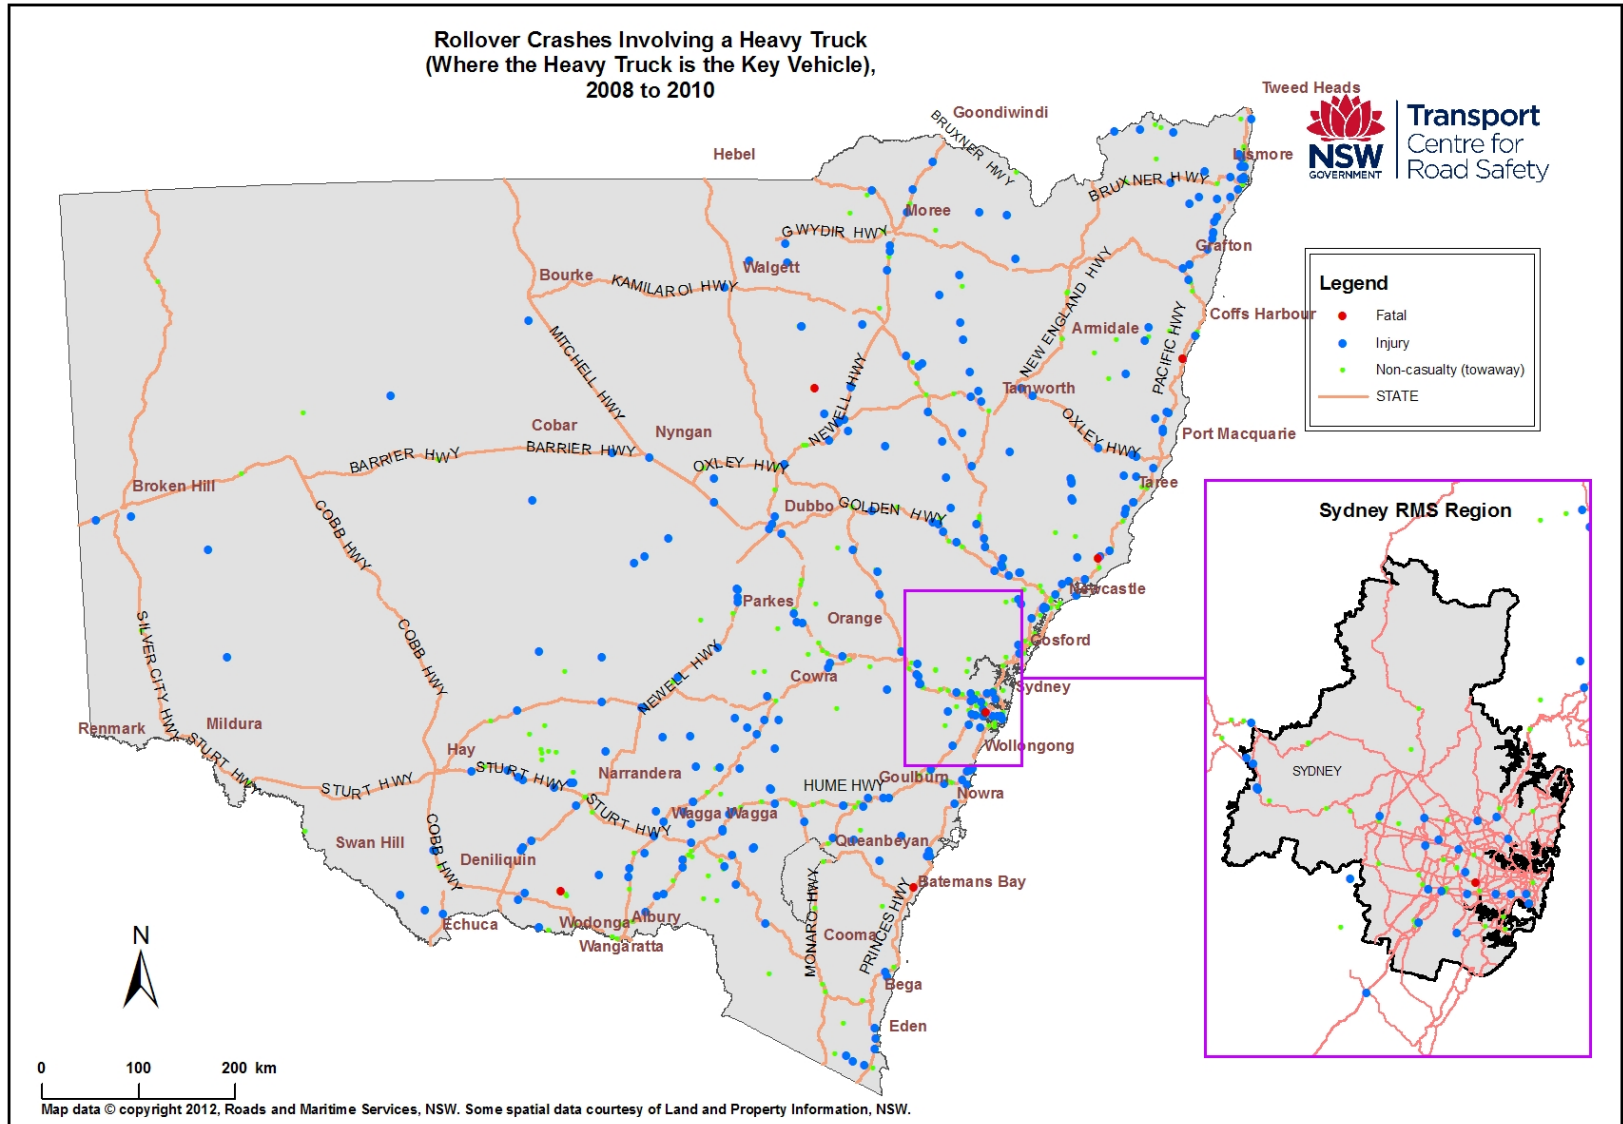 Rollover Crashes Involving a Heavy Truck
(Where the Heavy Truck is the Key Vehicle),
2008 to 2010
Tweed Heads
Goondiwindi
BRUXNER HWY
Hebel
Lismore
BRUXNER HWY
Transport
Centre for
Road Safety
NSW
GOVERNMENT
Moree
GWYDIR HWY
Grafton
Walgett
Bourke
KAMILAROI HWY
NEW ENGLAND HWY
Coffs Harbour
Armidale
PACIFIC HWY
MITCHELL HWY
NEWELL HWY
Tamworth
Legend
Fatal
Injury
Non-casualty (towaway)
STATE
Cobar
Nyngan
OXLEY HWY
Port Macquarie
BARRIER HWY
BARRIER HWY
OXLEY HWY
Broken Hill
Taree
Dubbo
GOLDEN HWY
COBB HWY
Sydney RMS Region
Newcastle
Parkes
Orange
Gosford
SILVER CITY HWY
COBB HWY
NEWELL HWY
Cowra
Sydney
Renmark
Mildura
STURT HWY
Hay
Wollongong
STURT HWY
STURT HWY
Narrandera
HUME HWY
Goulburn
Nowra
SYDNEY
STURT HWY
Wagga Wagga
Swan Hill
COBB HWY
Deniliquin
Queanbeyan
Batemans Bay
MONARO HWY
PRINCES HWY
Echuca
Wodonga
Albury
Wangaratta
Cooma
Bega
Eden
N
0 100 200 km
Map data © copyright 2012, Roads and Maritime Services, NSW. Some spatial data courtesy of Land and Property Information, NSW.